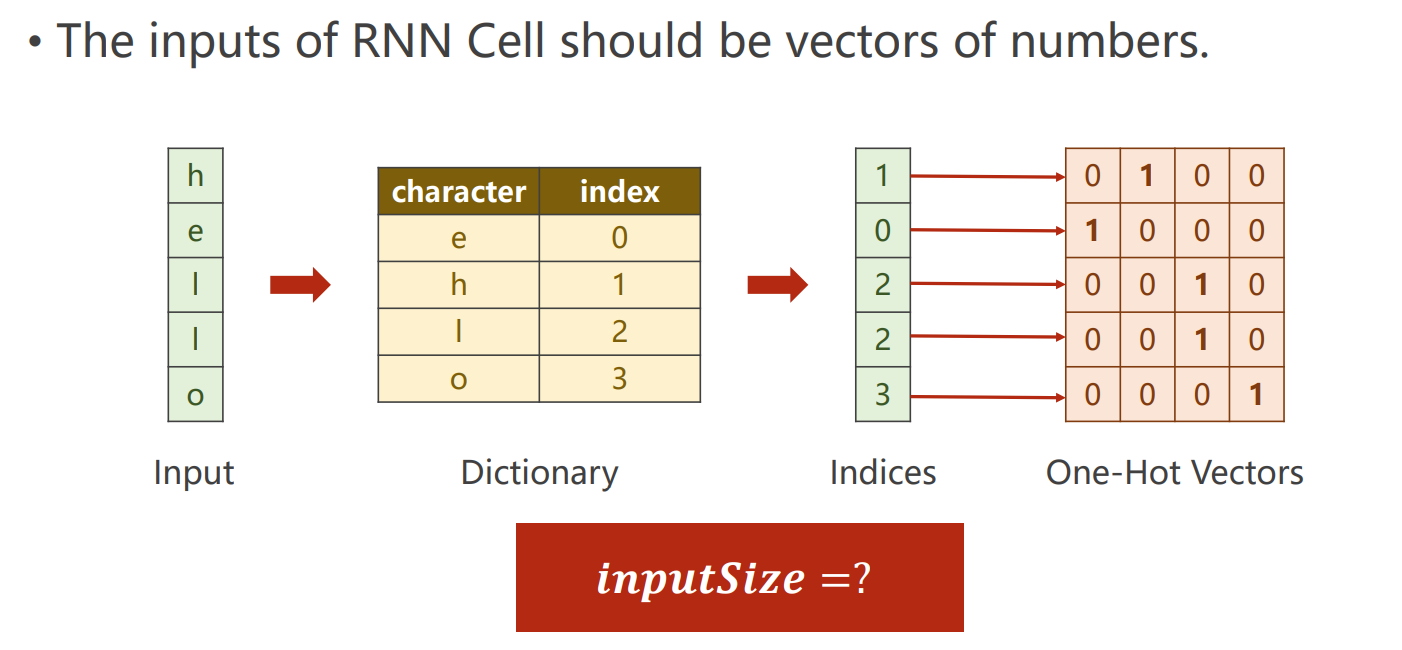 • The inputs of RNN Cell should be vectors of numbers.
h
e
l
l
o
Input
character index
e 0
h 1
l 2
o 3
Dictionary
1
0
2
2
3
Indices
0 1 0 0
1 0 0 0
0 0 1 0
0 0 1 0
0 0 0 1
One-Hot Vectors
inputSize =?